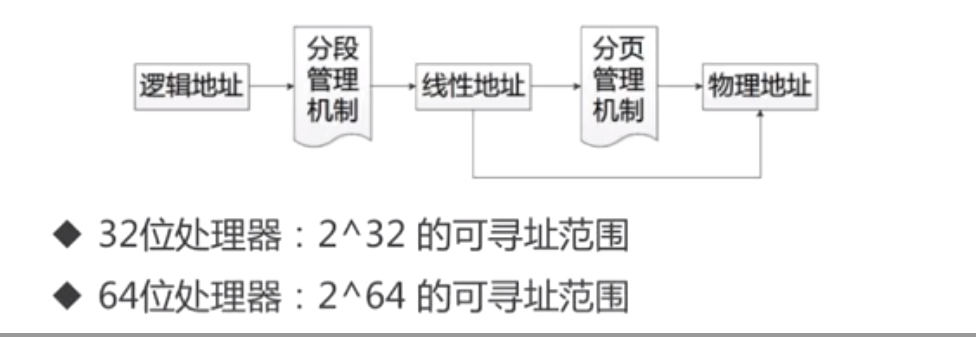 逻辑地址
分段
管理
机制
线性地址
分页
管理
机制
物理地址
◆ 32位处理器：2^32 的可寻址范围
◆ 64位处理器：2^64 的可寻址范围